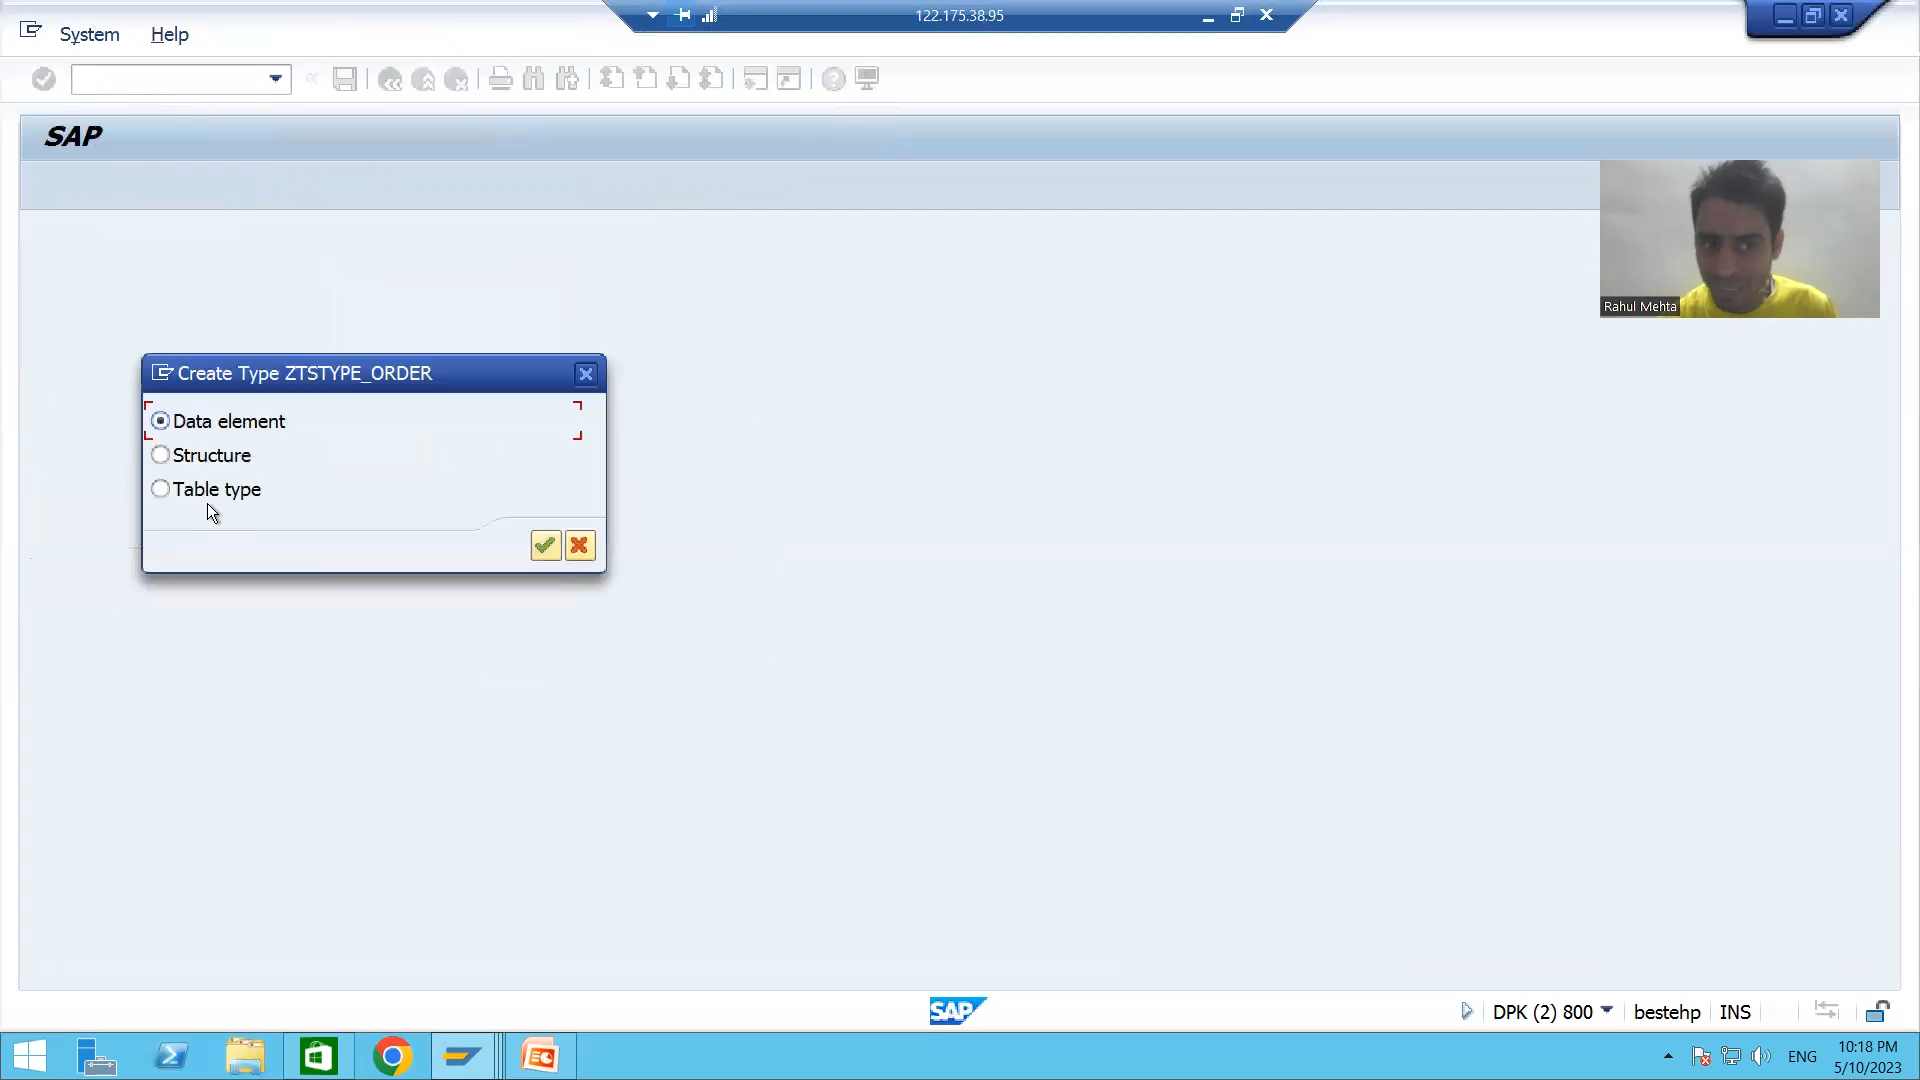 122.175.38.95
System Help
SAP
Rahul Mehta
Create Type ZTSTYPE_ORDER
Data element
Structure
Table type
SAP
DPK (2) 800 bestehp INS
ENG
10:18 PM
5/10/2023